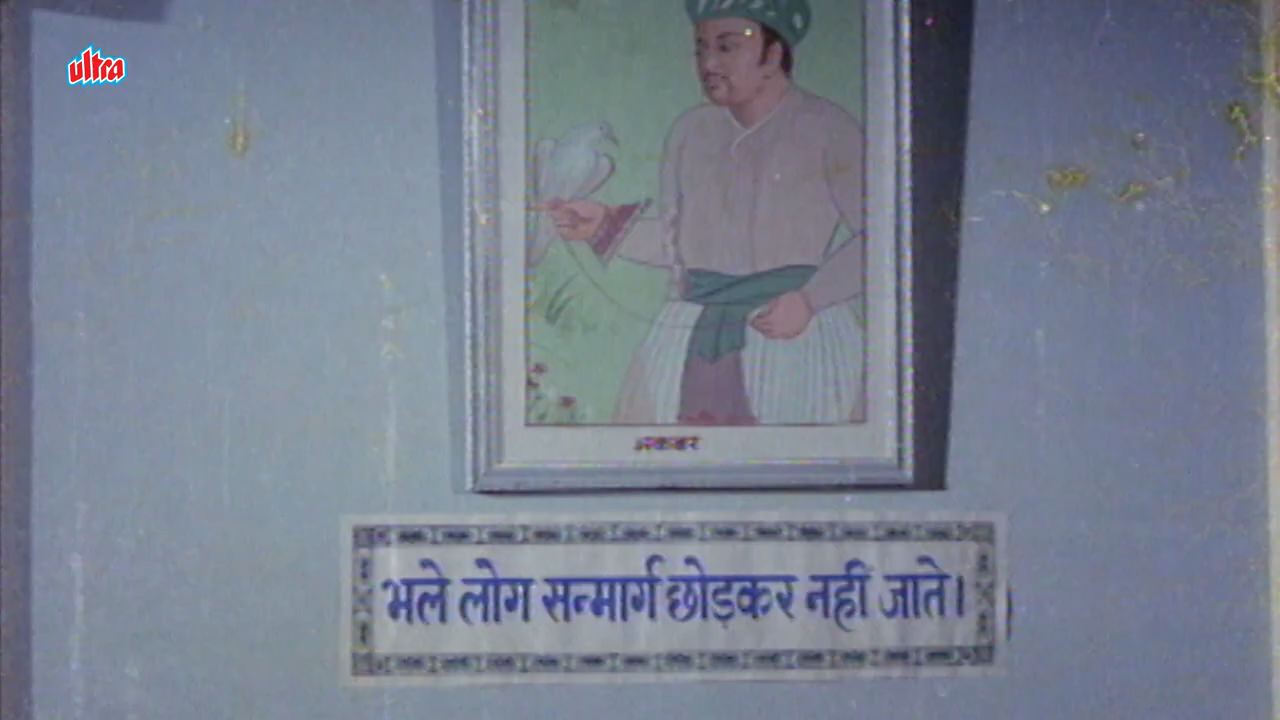 ultra
अकबर
भले लोग सन्मार्ग छोड़कर नहीं जाते।